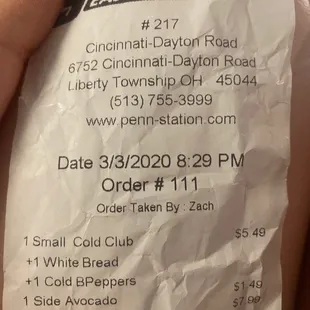 # 217
Cincinnati-Dayton Road
6752 Cincinnati-Dayton Road
Liberty Township OH 45044
(513) 755-3999
www.penn-station.com
Date 3/3/2020 8:29 PM
Order # 111
Order Taken By : Zach
1 Small Cold Club $5.49
+1 White Bread
+1 Cold BPeppers
1 Side Avocado $1.49
$7.99